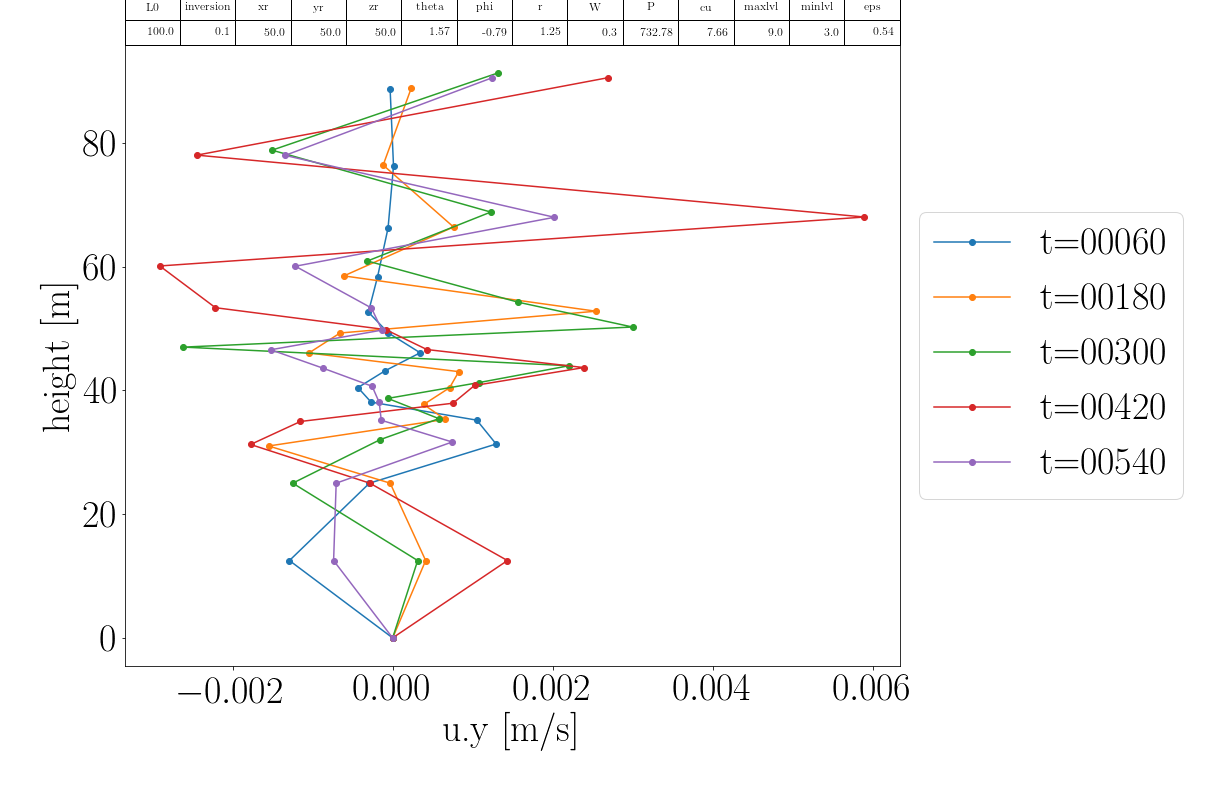 L0 inversion xr yr zr theta phi r W P cu maxlvl minlvl eps
100.0 0.1 50.0 50.0 50.0 1.57 -0.79 1.25 0.3 732.78 7.66 9.0 3.0 0.54
80
60
40
20
0
height [m]
−0.002 0.000 0.002 0.004 0.006
u.y [m/s]
t=00060
t=00180
t=00300
t=00420
t=00540